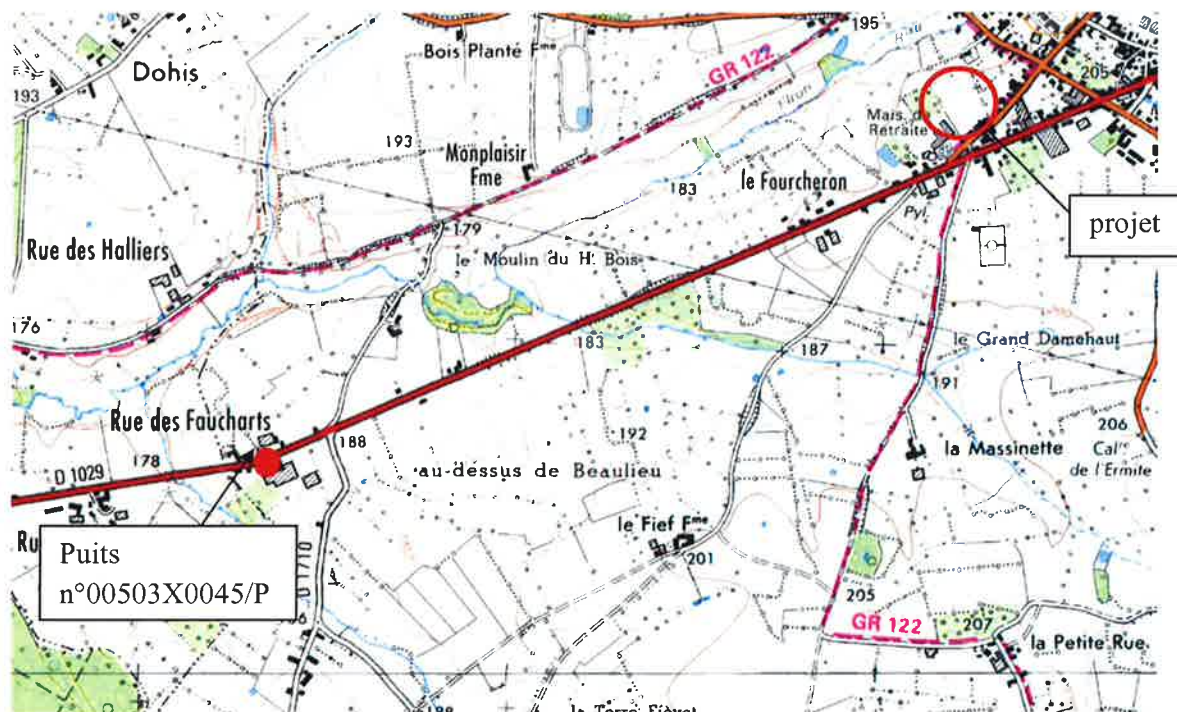 195
Bois Planté Fme
GR 122
Dohis
205
193
Mais. de
Retraite
193
Monplaisir
Fme
183
le Fourcheron
projet
Pyl.
Rue des Halliers
179
le Moulin du Ht Bois
176
183
187
le Grand Damehaut
191
Rue des Faucharts
188
192
206
D 1029
178
au-dessus de Beaulieu
la Massinette
Calre
de l'Ermite
le Fief Fme
201
Puits
n°00503X0045/P
D 1710
205
GR 122
207
la Petite Rue